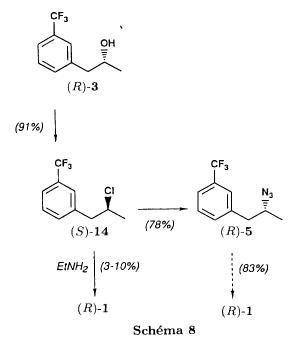 CF3
OH
(R)-3
(91%)
CF3
Cl
(S)-14
(78%)
CF3
N3
(R)-5
EtNH2
(3-10%)
(83%)
(R)-1
(R)-1
Schéma 8